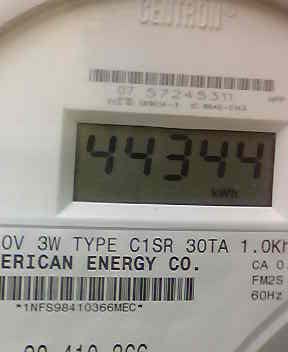 CENTRON
07 57245311
44344
kWh
0V 3W TYPE C1SR 30TA 1.0Kh
ERICAN ENERGY CO.
CA 0.
FM2S
*1NFS98410366MEC*
60Hz